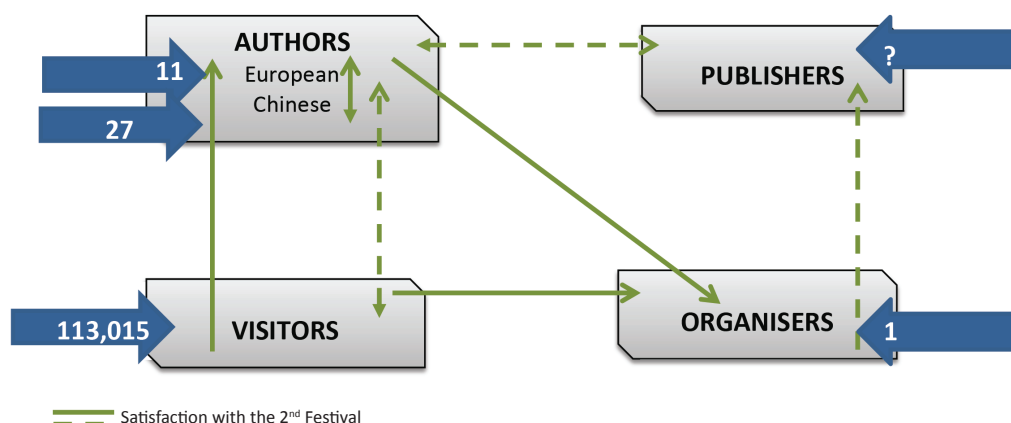 AUTHORS
European
Chinese
11
27
PUBLISHERS
?
113,015
VISITORS
ORGANISERS
1
Satisfaction with the 2nd Festival